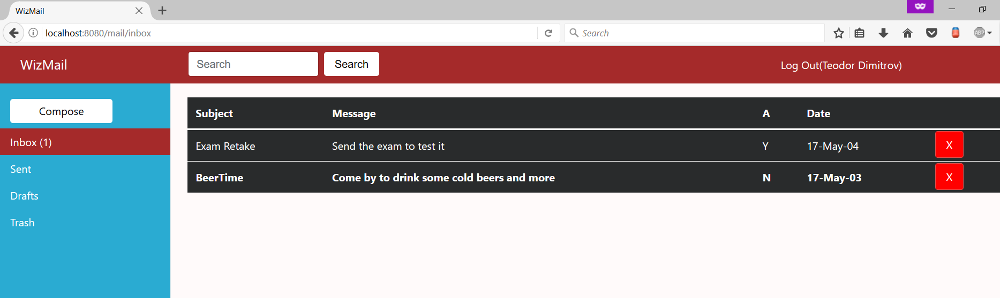 WizMail
localhost:8080/mail/inbox
Search
ABP
WizMail
Search
Search
Log Out(Teodor Dimitrov)
Compose
Inbox (1)
Sent
Drafts
Trash
Subject Message A Date
Exam Retake Send the exam to test it Y 17-May-04 X
BeerTime Come by to drink some cold beers and more N 17-May-03 X